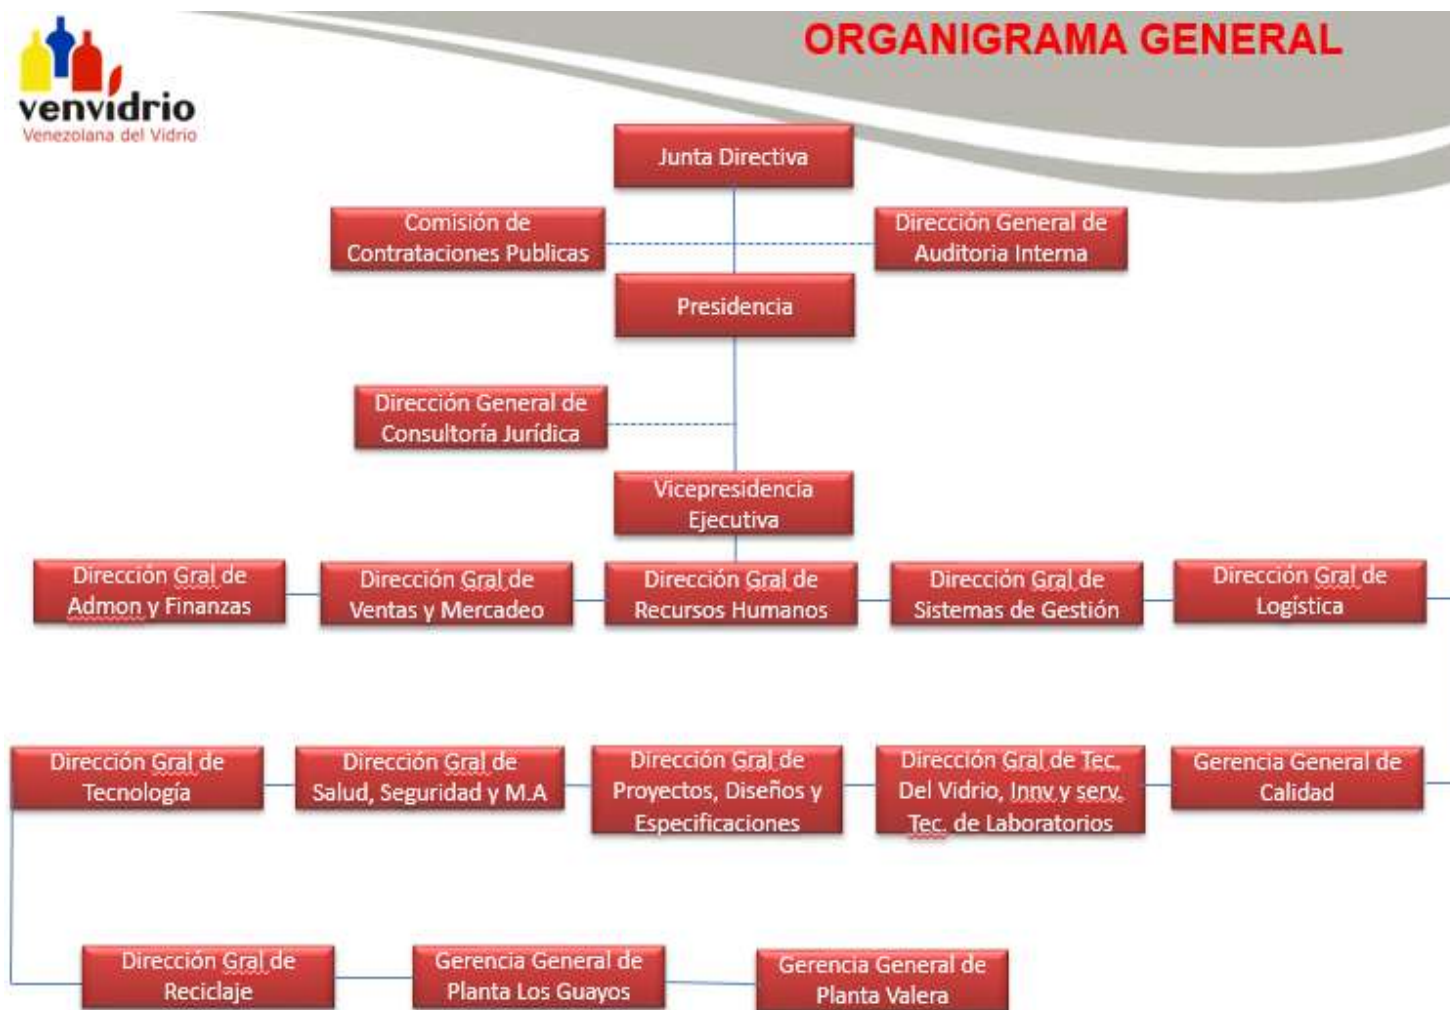 ORGANIGRAMA GENERAL
venvidrio
Venezolana del Vidrio
Junta Directiva
Comisión de
Contrataciones Publicas
Dirección General de
Auditoria Interna
Presidencia
Dirección General de
Consultoría Jurídica
Vicepresidencia
Ejecutiva
Dirección Gral de
Admon y Finanzas
Dirección Gral de
Ventas y Mercadeo
Dirección Gral de
Recursos Humanos
Dirección Gral de
Sistemas de Gestión
Dirección Gral de
Logística
Dirección Gral de
Tecnología
Dirección Gral de
Salud, Seguridad y M.A
Dirección Gral de
Proyectos, Diseños y
Especificaciones
Dirección Gral de Tec.
Del Vidrio, Innv y serv.
Tec. de Laboratorios
Gerencia General de
Calidad
Dirección Gral de
Reciclaje
Gerencia General de
Planta Los Guayos
Gerencia General de
Planta Valera